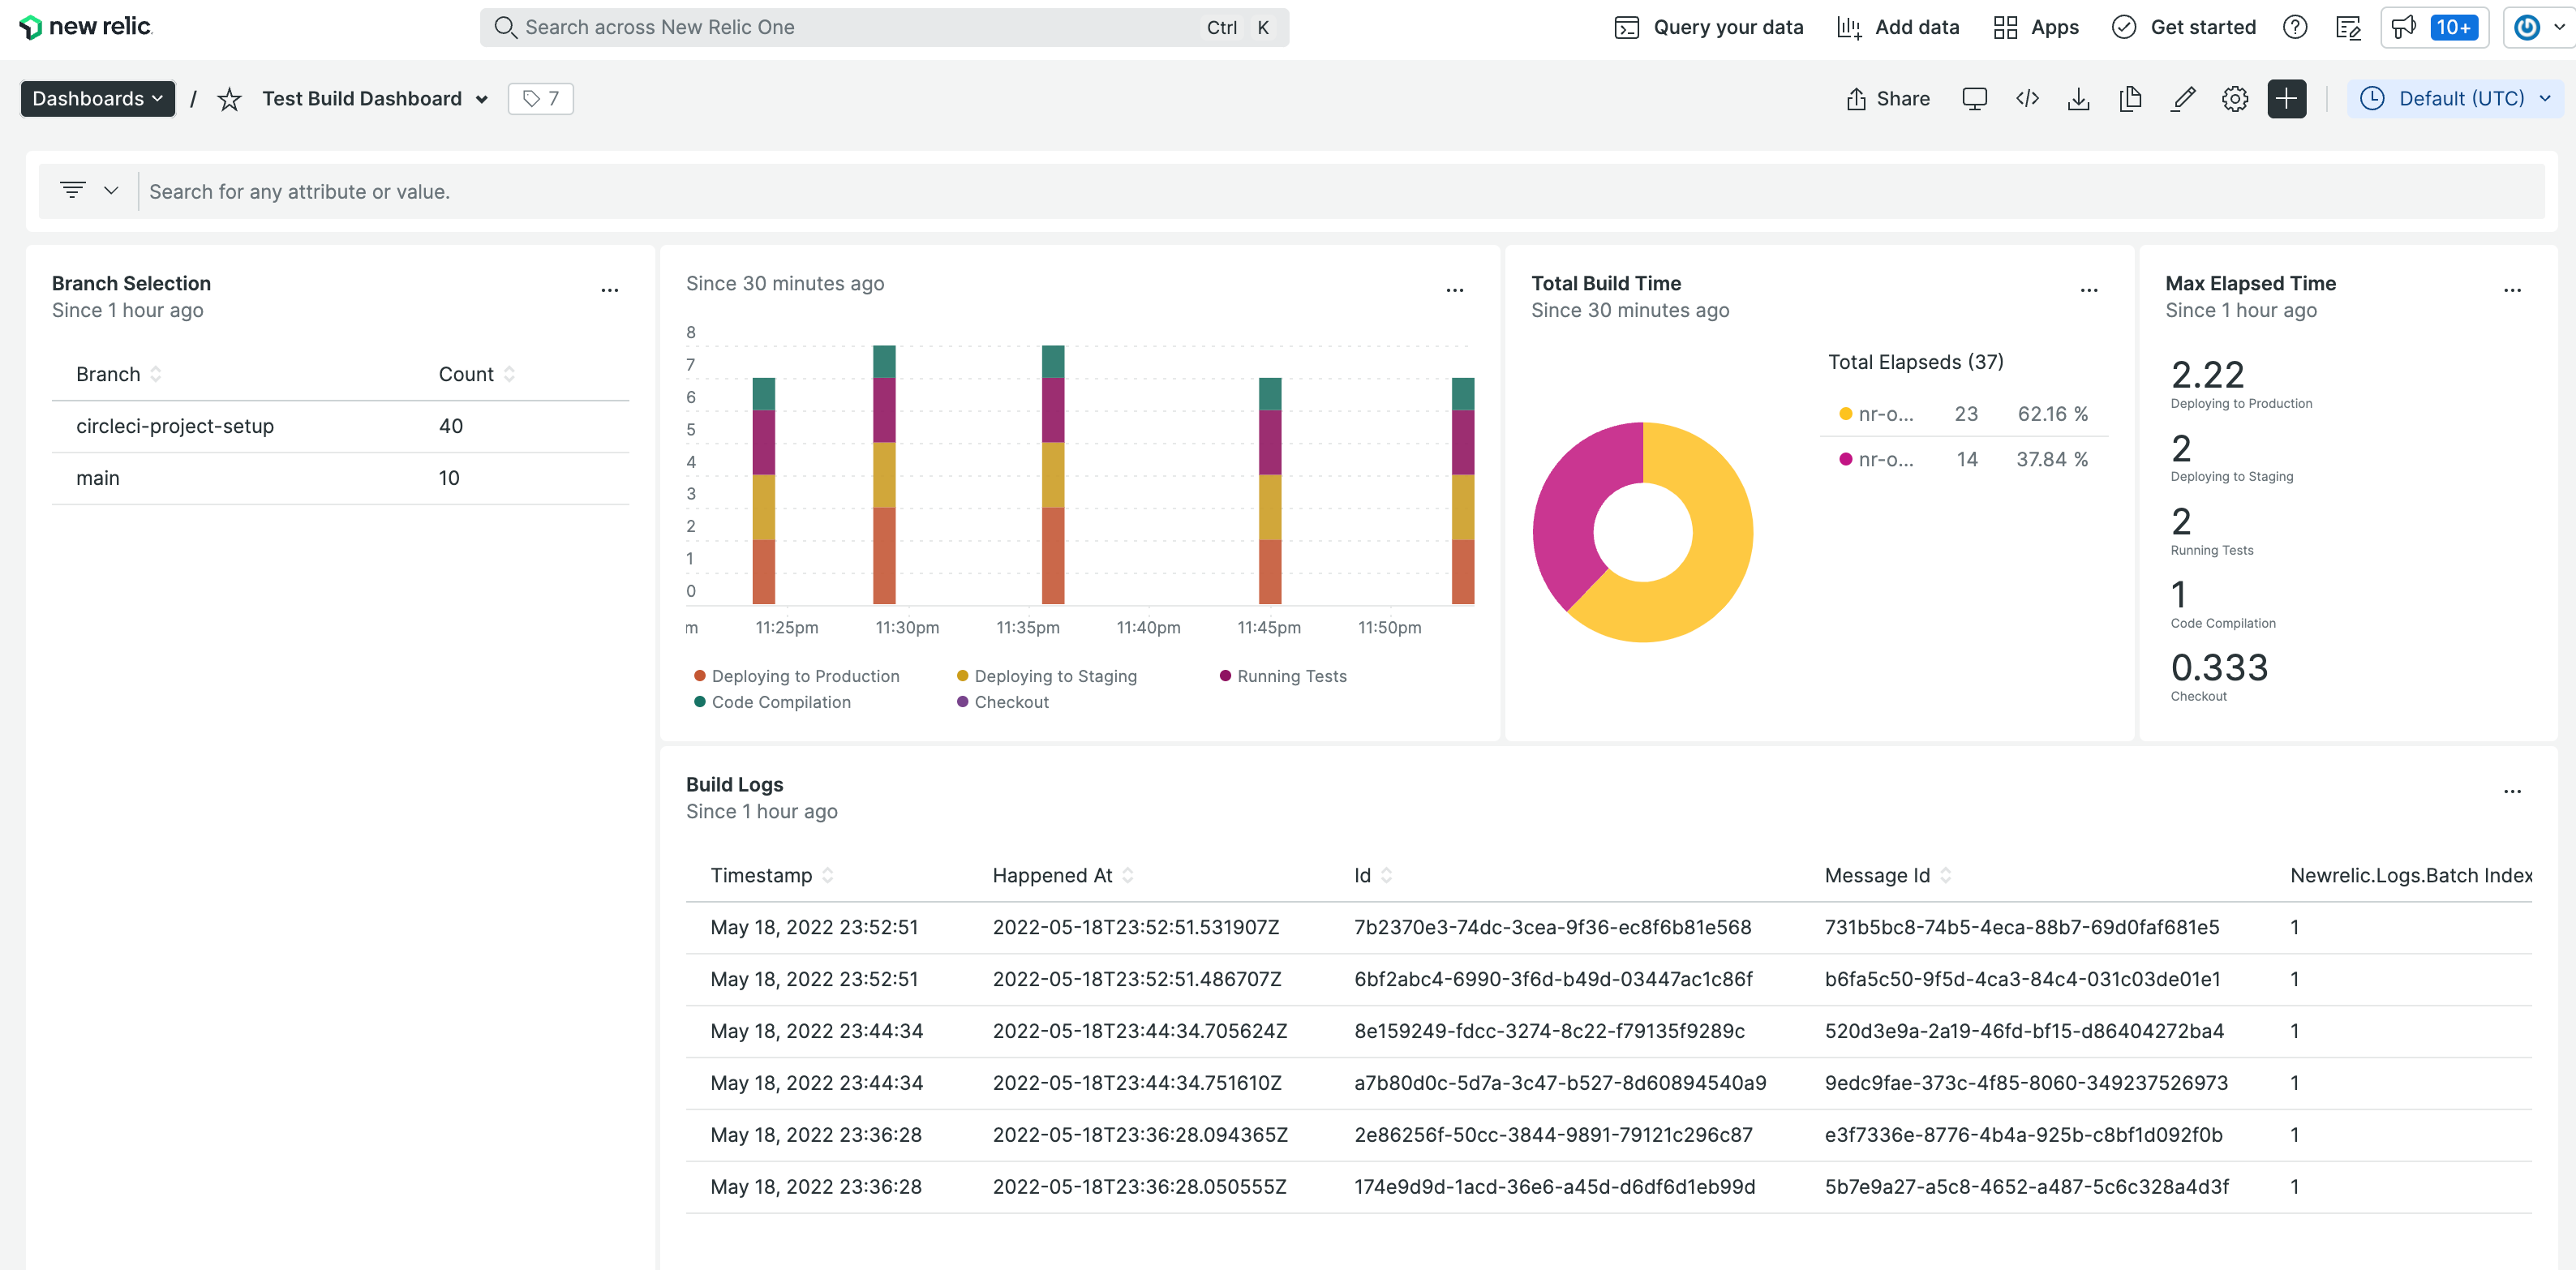 new relic
Search across New Relic One Ctrl K
Query your data Add data Apps Get started 10+
Dashboards / Test Build Dashboard 7
Share Default (UTC)
Search for any attribute or value.
Branch Selection
Since 1 hour ago
Branch Count
circleci-project-setup 40
main 10
Since 30 minutes ago
8
7
6
5
4
3
2
1
0
m 11:25pm 11:30pm 11:35pm 11:40pm 11:45pm 11:50pm
Deploying to Production Deploying to Staging Running Tests
Code Compilation Checkout
Total Build Time
Since 30 minutes ago
Total Elapseds (37)
nr-o... 23 62.16 %
nr-o... 14 37.84 %
Max Elapsed Time
Since 1 hour ago
2.22
Deploying to Production
2
Deploying to Staging
2
Running Tests
1
Code Compilation
0.333
Checkout
Build Logs
Since 1 hour ago
Timestamp Happened At Id Message Id Newrelic.Logs.Batch Index
May 18, 2022 23:52:51 2022-05-18T23:52:51.531907Z 7b2370e3-74dc-3cea-9f36-ec8f6b81e568 731b5bc8-74b5-4eca-88b7-69d0faf681e5 1
May 18, 2022 23:52:51 2022-05-18T23:52:51.486707Z 6bf2abc4-6990-3f6d-b49d-03447ac1c86f b6fa5c50-9f5d-4ca3-84c4-031c03de01e1 1
May 18, 2022 23:44:34 2022-05-18T23:44:34.705624Z 8e159249-fdcc-3274-8c22-f79135f9289c 520d3e9a-2a19-46fd-bf15-d86404272ba4 1
May 18, 2022 23:44:34 2022-05-18T23:44:34.751610Z a7b80d0c-5d7a-3c47-b527-8d60894540a9 9edc9fae-373c-4f85-8060-349237526973 1
May 18, 2022 23:36:28 2022-05-18T23:36:28.094365Z 2e86256f-50cc-3844-9891-79121c296c87 e3f7336e-8776-4b4a-925b-c8bf1d092f0b 1
May 18, 2022 23:36:28 2022-05-18T23:36:28.050555Z 174e9d9d-1acd-36e6-a45d-d6df6d1eb99d 5b7e9a27-a5c8-4652-a487-5c6c328a4d3f 1